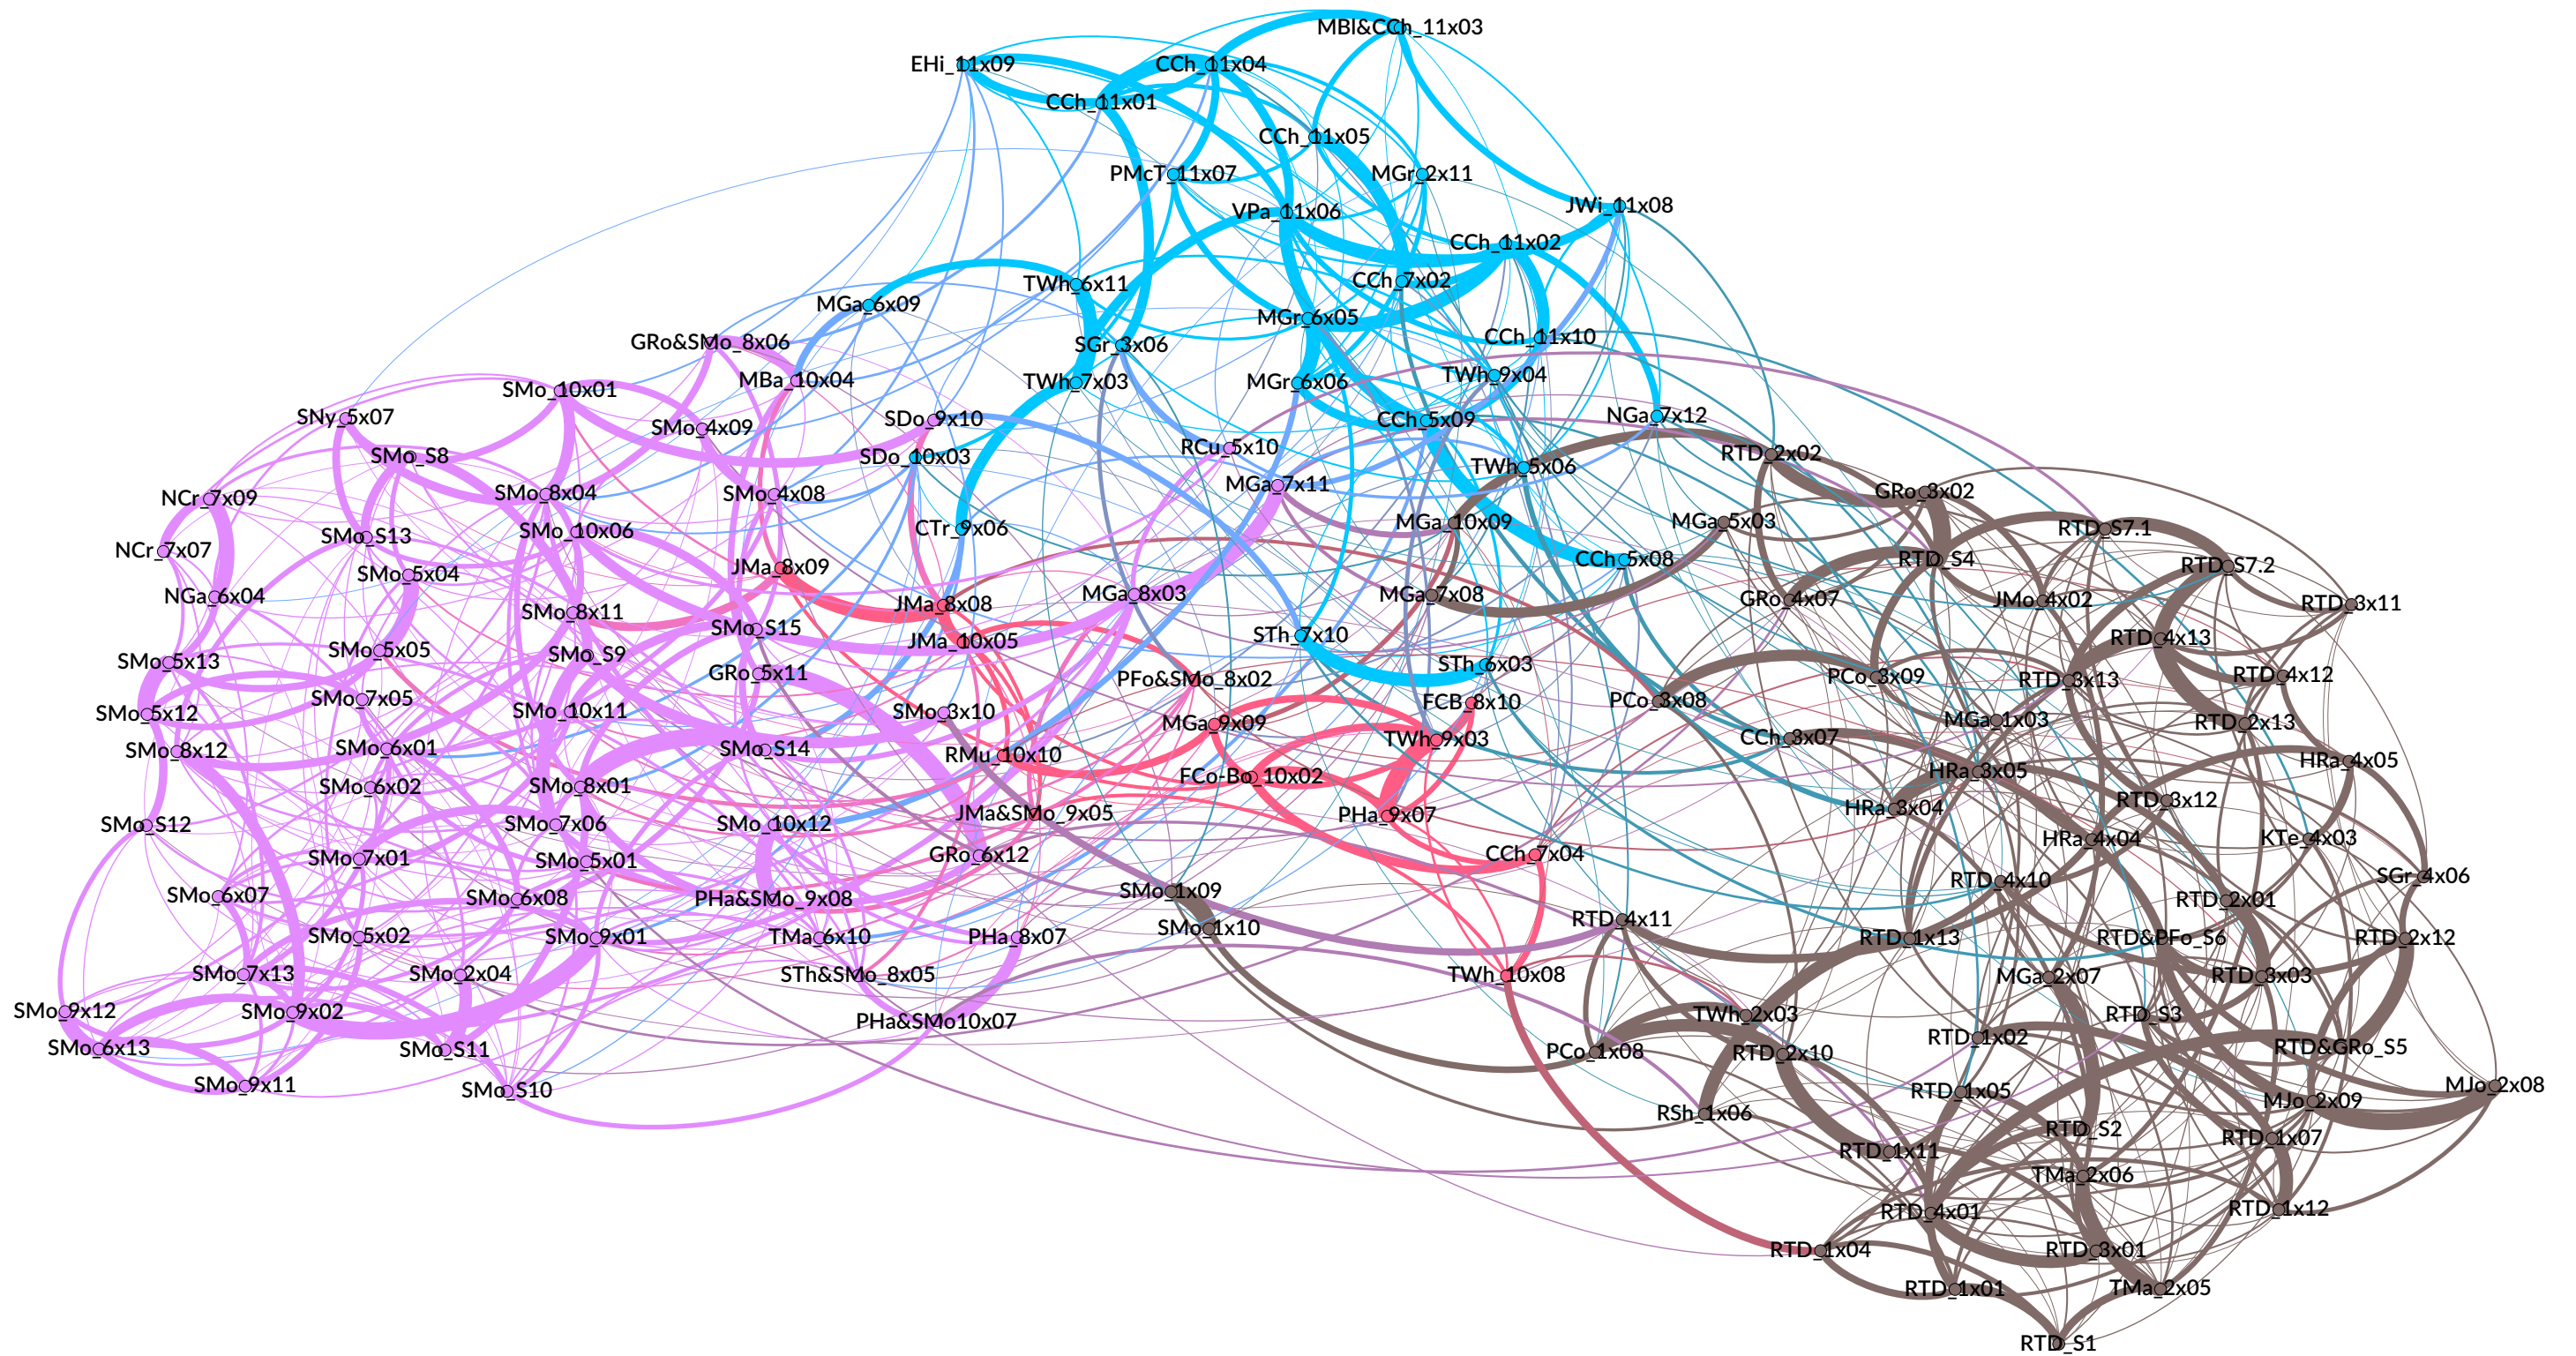 MBl&CCh_11x03
EHi_11x09
CCh_11x04
CCh_11x01
CCh_11x05
PMcT_11x07
MGr_2x11
VPa_11x06
JWi_11x08
CCh_11x02
CCh_7x02
TWh_6x11
MGa_6x09
MGr_6x05
CCh_11x10
GRo&SMo_8x06
SGr_3x06
MBa_10x04
TWh_7x03
MGr_6x06
TWh_9x04
SMo_10x01
SNy_5x07
SMo_4x09
SDo_9x10
CCh_5x09
NGa_7x12
RCu_5x10
SMo_S8
SDo_10x03
TWh_5x06
RTD_2x02
MGa_7x11
NCr_7x09
SMo_8x04
SMo_4x08
GRo_3x02
SMo_S13
SMo_10x06
CTr_9x06
MGa_10x09
MGa_5x03
RTD_S7.1
NCr_7x07
CCh_5x08
RTD_S4
RTD_S7.2
SMo_5x04
JMa_8x09
NGa_6x04
SMo_8x11
JMa_8x08
MGa_8x03
MGa_7x08
GRo_4x07
JMo_4x02
RTD_3x11
SMo_S15
JMa_10x05
STh_7x10
RTD_4x13
SMo_5x13
SMo_5x05
SMo_S9
GRo_5x11
PFo&SMo_8x02
STh_6x03
PCo_3x09
RTD_3x13
RTD_4x12
SMo_7x05
SMo_5x12
SMo_10x11
SMo_3x10
MGa_9x09
FCB_8x10
PCo_3x08
MGa_1x03
RTD_2x13
SMo_8x12
SMo_6x01
SMo_S14
RMu_10x10
TWh_9x03
CCh_3x07
SMo_6x02
SMo_8x01
FCo-Bo_10x02
HRa_3x05
HRa_4x05
SMo_S12
SMo_7x06
SMo_10x12
JMa&SMo_9x05
PHa_9x07
HRa_3x04
RTD_3x12
HRa_4x04
KTe_4x03
SMo_7x01
SMo_5x01
GRo_6x12
CCh_7x04
SMo_6x07
SMo_6x08
PHa&SMo_9x08
SMo_1x09
RTD_4x10
SGr_4x06
RTD_2x01
SMo_5x02
SMo_9x01
TMa_6x10
PHa_8x07
SMo_1x10
RTD_4x11
RTD_1x13
RTD&PFo_S6
RTD_2x12
SMo_7x13
SMo_2x04
STh&SMo_8x05
TWh_10x08
MGa_2x07
RTD_3x03
SMo_9x12
SMo_9x02
PHa&SMo10x07
TWh_2x03
RTD_S3
SMo_6x13
SMo_S11
PCo_1x08
RTD_2x10
RTD_1x02
RTD&GRo_S5
SMo_9x11
SMo_S10
RTD_1x05
MJo_2x08
RSh_1x06
MJo_2x09
RTD_S2
RTD_1x07
RTD_1x11
TMa_2x06
RTD_4x01
RTD_1x12
RTD_1x04
RTD_3x01
RTD_1x01
TMa_2x05
RTD_S1